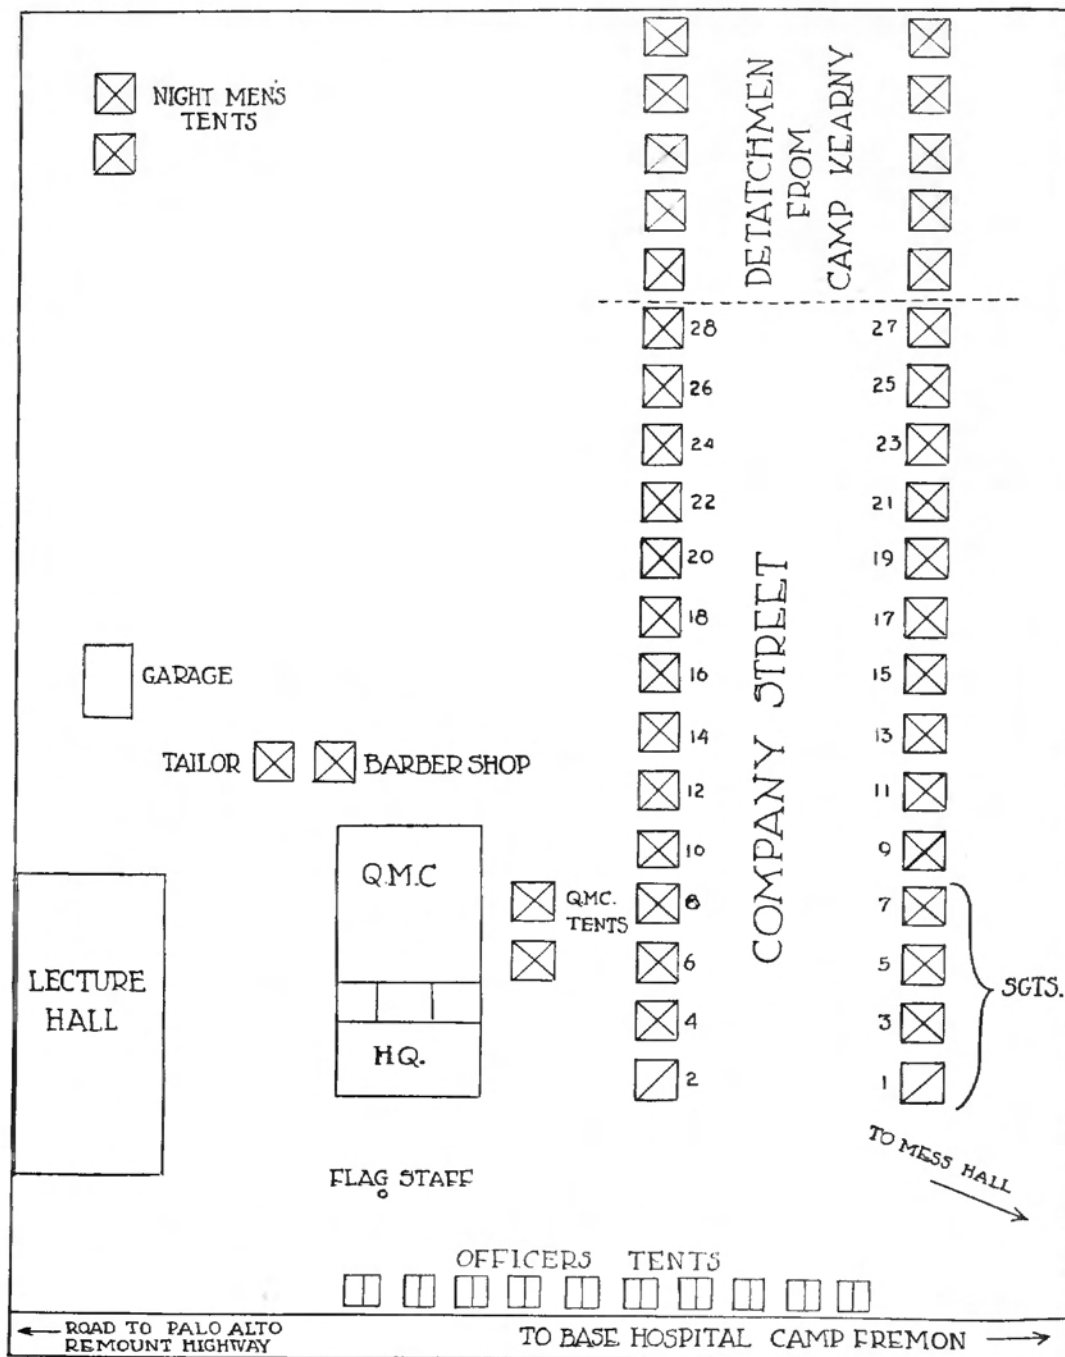 NIGHT MEN'S
TENTS
DETATCHMEN
FROM
CAMP KEARNY
28
27
26
25
24
23
22
21
20
19
18
17
16
15
14
13
12
11
10
9
8
7
6
5
4
3
2
1
COMPANY STREET
GARAGE
TAILOR
BARBER SHOP
Q.M.C
QMC.
TENTS
LECTURE
HALL
HQ.
SGTS.
TO MESS HALL
FLAG STAFF
OFFICERS TENTS
ROAD TO PALO ALTO
REMOUNT HIGHWAY
TO BASE HOSPITAL CAMP FREMON